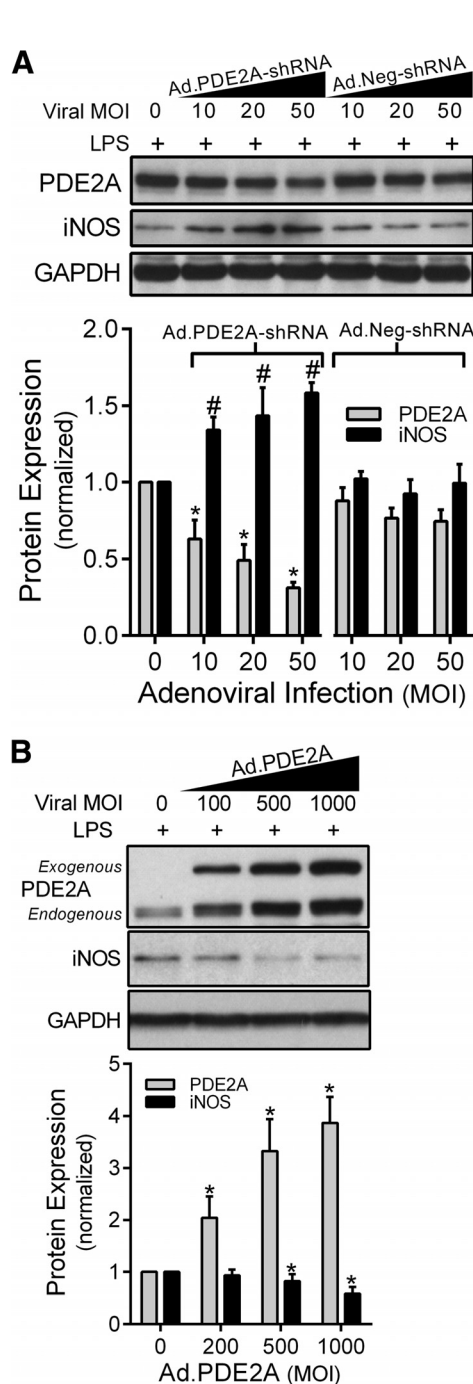 A
Ad.PDE2A-shRNA Ad.Neg-shRNA
Viral MOI 0 10 20 50 10 20 50
LPS + + + + + + +
PDE2A
iNOS
GAPDH
2.0
Ad.PDE2A-shRNA Ad.Neg-shRNA
# # #
1.5
PDE2A
iNOS
1.0
* * *
0.5
0.0
Protein Expression
(normalized)
0 10 20 50 10 20 50
Adenoviral Infection (MOI)
B
Ad.PDE2A
Viral MOI 0 100 500 1000
LPS + + + +
Exogenous
PDE2A
Endogenous
iNOS
GAPDH
5
PDE2A
iNOS
4
* * *
3
2
1
* *
0
Protein Expression
(normalized)
0 200 500 1000
Ad.PDE2A (MOI)